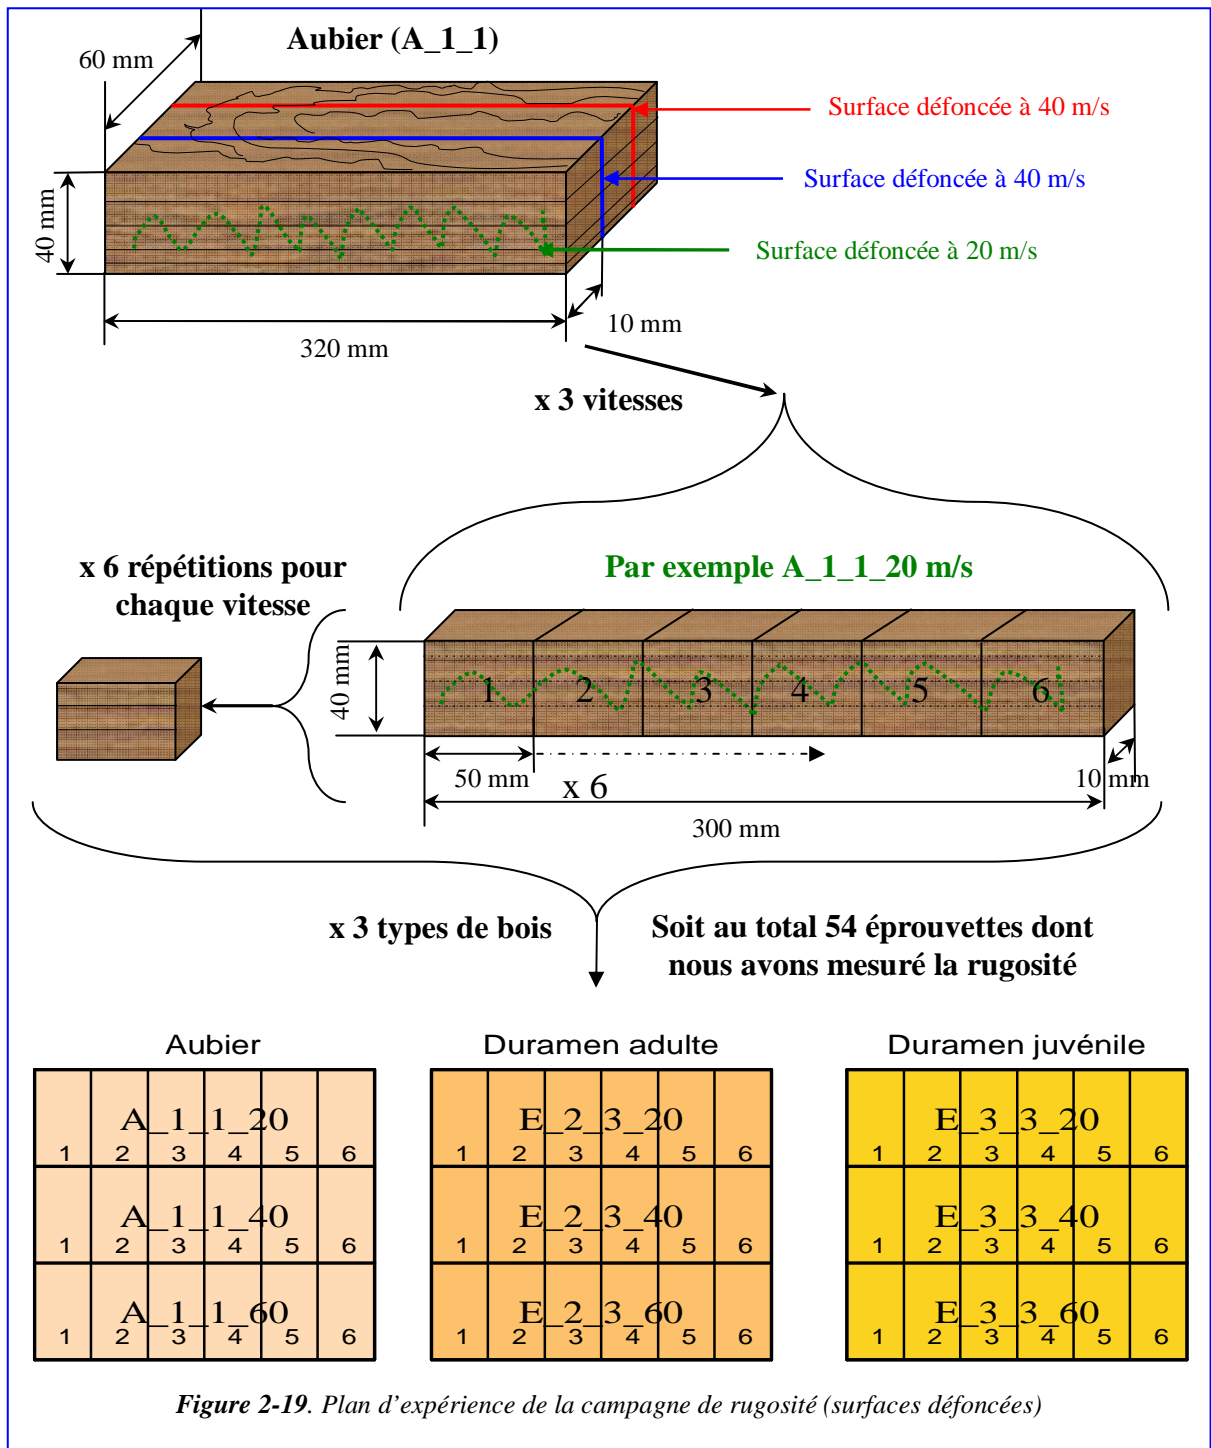 Aubier (A_1_1)
60 mm
Surface défoncée à 40 m/s
Surface défoncée à 40 m/s
40 mm
Surface défoncée à 20 m/s
10 mm
320 mm
x 3 vitesses
x 6 répétitions pour
chaque vitesse
Par exemple A_1_1_20 m/s
40 mm
1 2 3 4 5 6
50 mm
x 6
10 mm
300 mm
x 3 types de bois
Soit au total 54 éprouvettes dont
nous avons mesuré la rugosité
Aubier
A_1_1_20
1 2 3 4 5 6
A_1_1_40
1 2 3 4 5 6
A_1_1_60
1 2 3 4 5 6
Duramen adulte
E_2_3_20
1 2 3 4 5 6
E_2_3_40
1 2 3 4 5 6
E_2_3_60
1 2 3 4 5 6
Duramen juvénile
E_3_3_20
1 2 3 4 5 6
E_3_3_40
1 2 3 4 5 6
E_3_3_60
1 2 3 4 5 6
Figure 2-19. Plan d'expérience de la campagne de rugosité (surfaces défoncées)